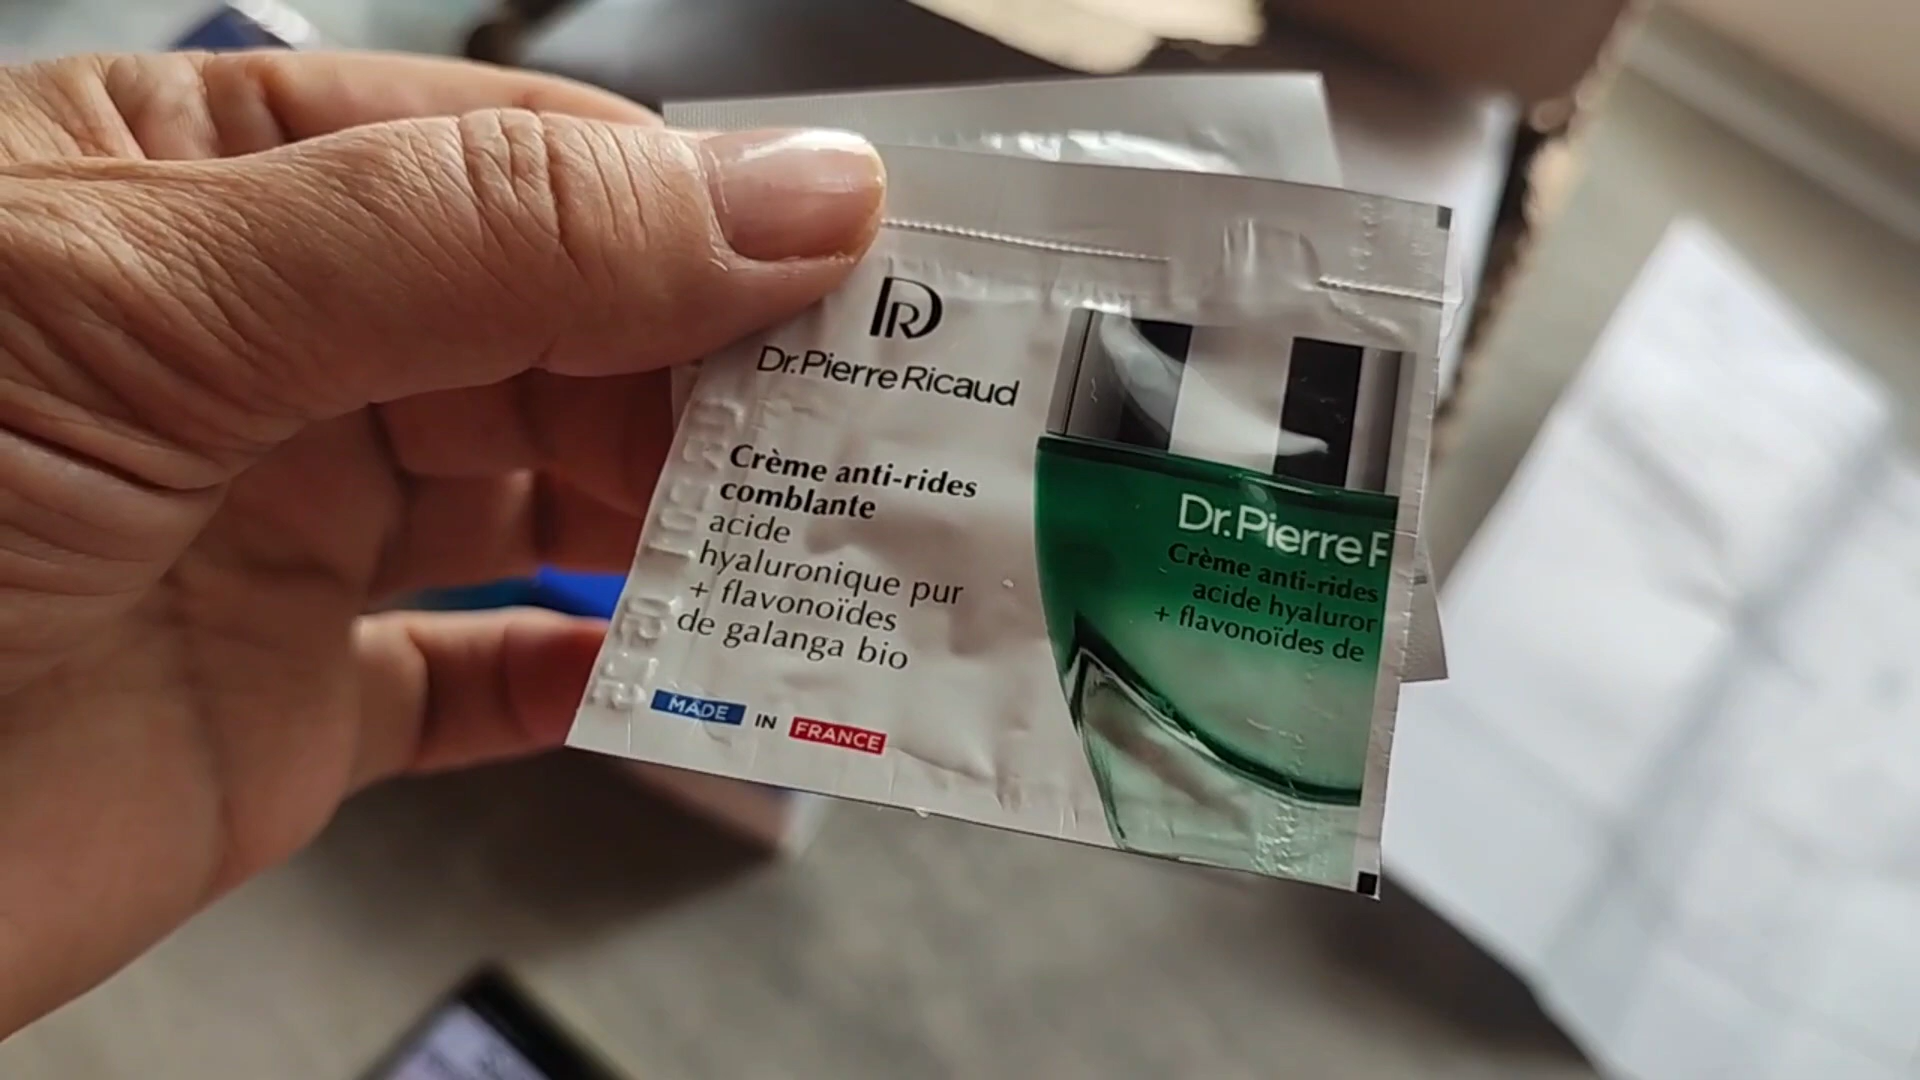 DR
Dr.Pierre Ricaud
Crème anti-rides
comblante
acide
hyaluronique pur
+ flavonoïdes
de galanga bio
MADE IN FRANCE
Dr.Pierre
Crème anti-rides
acide hyaluror
+ flavonoïdes de